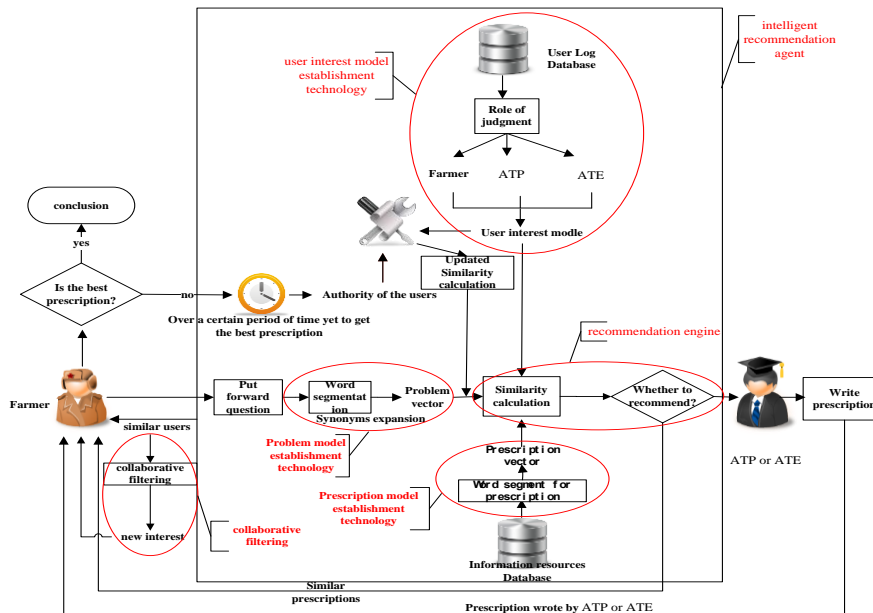 User Log
Database
intelligent
recommendation
agent
user interest model
establishment
technology
Role of
judgment
Farmer
ATP
ATE
User interest modle
conclusion
yes
Is the best
prescription?
no
Over a certain period of time yet to get
the best prescription
Authority of the users
Updated
Similarity
calculation
recommendation engine
Farmer
Put
forward
question
Word
segmentat
ion
Synonyms expansion
Problem
vector
Similarity
calculation
Whether to
recommend?
Write
prescription
ATP or ATE
similar users
collaborative
filtering
new interest
collaborative
filtering
Problem model
establishment
technology
Prescription model
establishment
technology
Prescription
vector
Word segment for
prescription
Information resources
Database
Similar
prescriptions
Prescription wrote by ATP or ATE